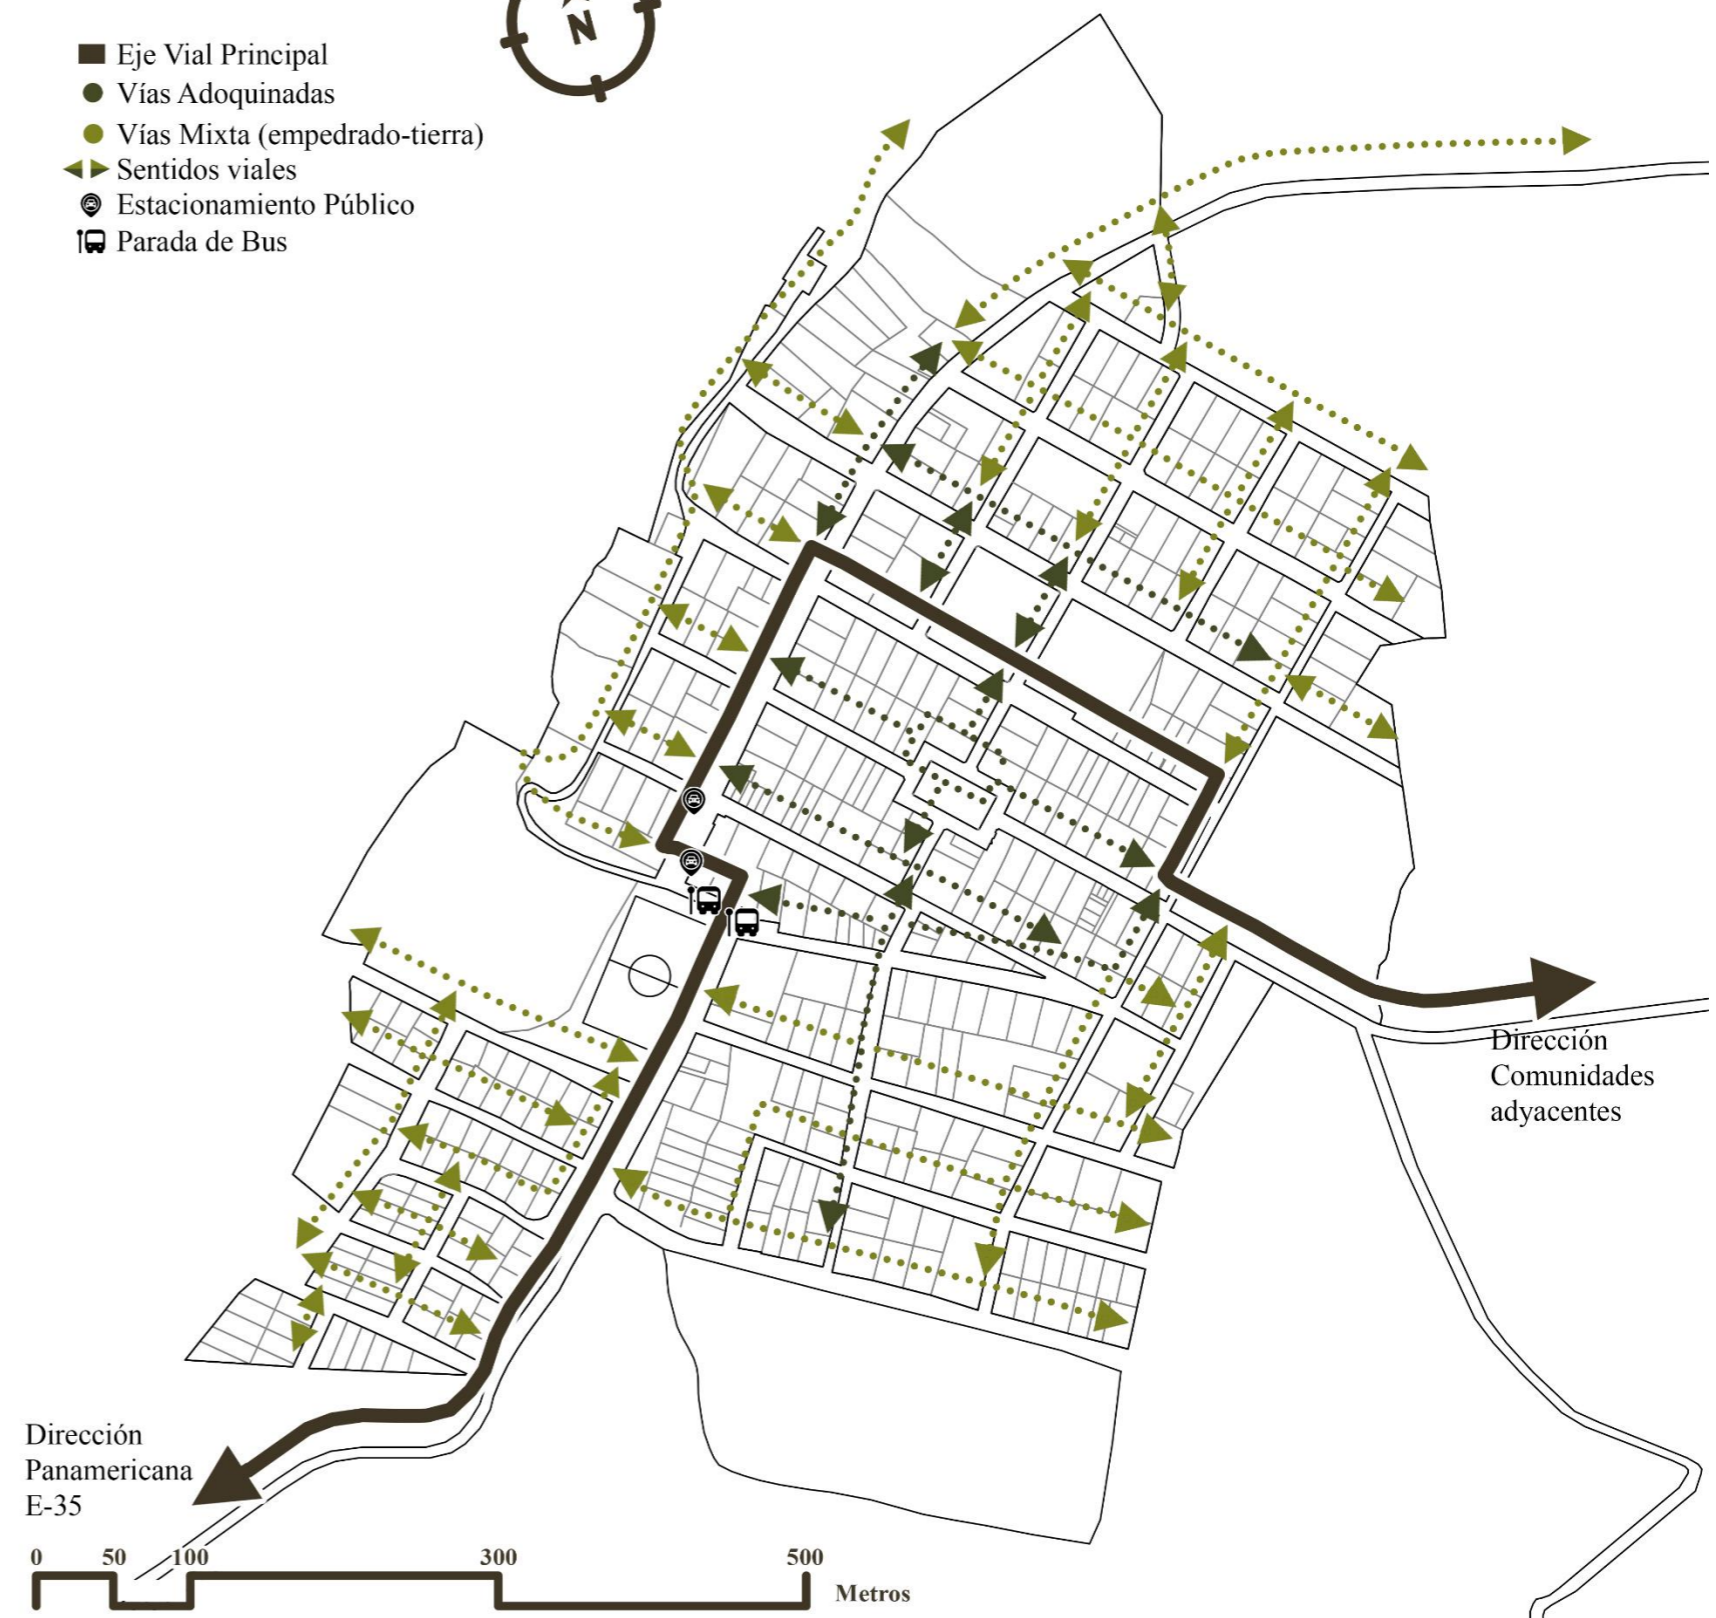 N
Eje Vial Principal
Vías Adoquinadas
Vías Mixta (empedrado-tierra)
Sentidos viales
Estacionamiento Público
Parada de Bus
Dirección
Comunidades
adyacentes
Dirección
Panamericana
E-35
0 50 100 300 500
Metros